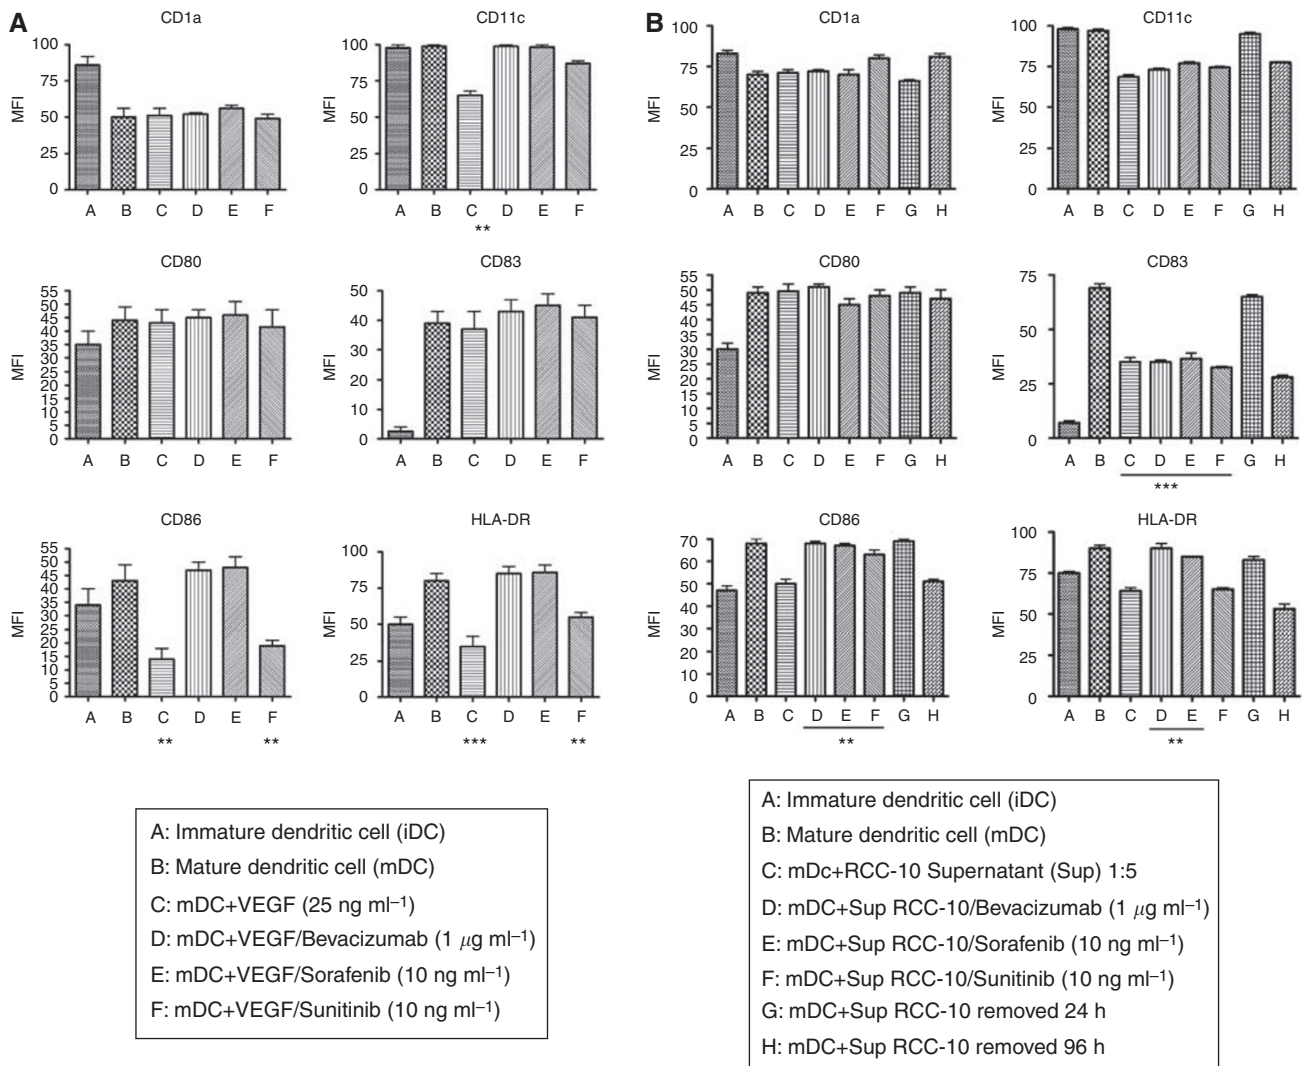 A
CD1a
MFI
100
75
50
25
0
A B C D E F
CD11c
MFI
100
75
50
25
0
A B C D E F
**
CD80
MFI
55
50
45
40
35
30
25
20
15
10
5
0
A B C D E F
CD83
MFI
50
40
30
20
10
0
A B C D E F
CD86
MFI
55
50
45
40
35
30
25
20
15
10
5
0
A B C D E F
** **
HLA-DR
MFI
100
75
50
25
0
A B C D E F
*** **
A: Immature dendritic cell (iDC)
B: Mature dendritic cell (mDC)
C: mDC+VEGF (25 ng ml⁻¹)
D: mDC+VEGF/Bevacizumab (1 μg ml⁻¹)
E: mDC+VEGF/Sorafenib (10 ng ml⁻¹)
F: mDC+VEGF/Sunitinib (10 ng ml⁻¹)
B
CD1a
MFI
100
75
50
25
0
A B C D E F G H
CD11c
MFI
100
75
50
25
0
A B C D E F G H
CD80
MFI
55
50
45
40
35
30
25
20
15
10
5
0
A B C D E F G H
CD83
MFI
75
50
25
0
A B C D E F G H
***
CD86
MFI
70
60
50
40
30
20
10
0
A B C D E F G H
**
HLA-DR
MFI
100
75
50
25
0
A B C D E F G H
**
A: Immature dendritic cell (iDC)
B: Mature dendritic cell (mDC)
C: mDc+RCC-10 Supernatant (Sup) 1:5
D: mDC+Sup RCC-10/Bevacizumab (1 μg ml⁻¹)
E: mDC+Sup RCC-10/Sorafenib (10 ng ml⁻¹)
F: mDC+Sup RCC-10/Sunitinib (10 ng ml⁻¹)
G: mDC+Sup RCC-10 removed 24 h
H: mDC+Sup RCC-10 removed 96 h